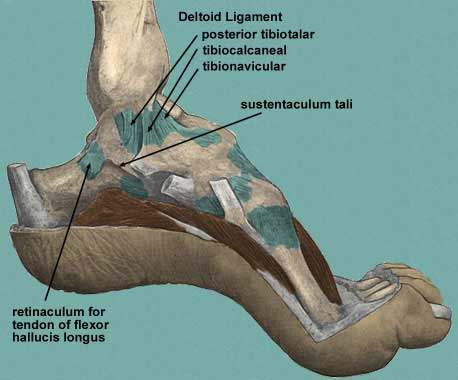 Deltoid Ligament
posterior tibiotalar
tibiocalcaneal
tibionavicular
sustentaculum tali
retinaculum for
tendon of flexor
hallucis longus